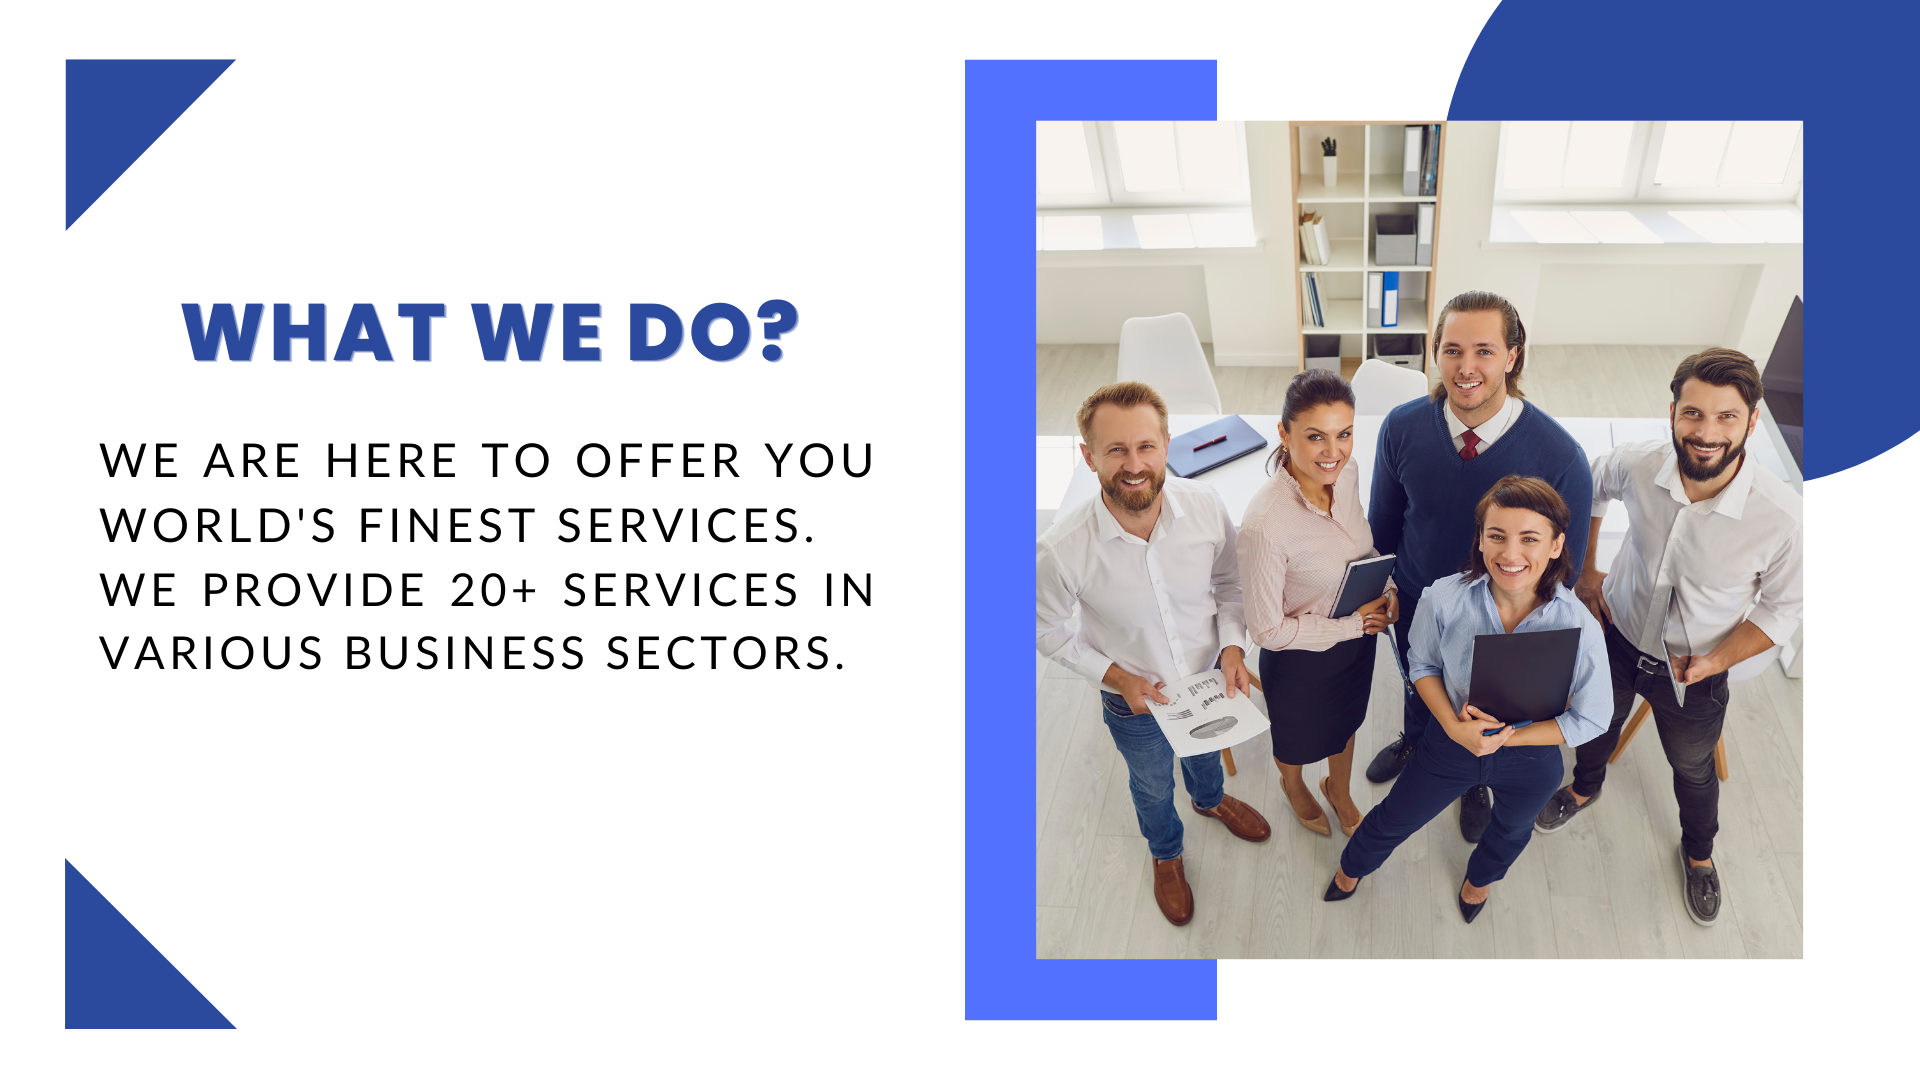 WHAT WE DO?
WE ARE HERE TO OFFER YOU
WORLD'S FINEST SERVICES.
WE PROVIDE 20+ SERVICES IN
VARIOUS BUSINESS SECTORS.